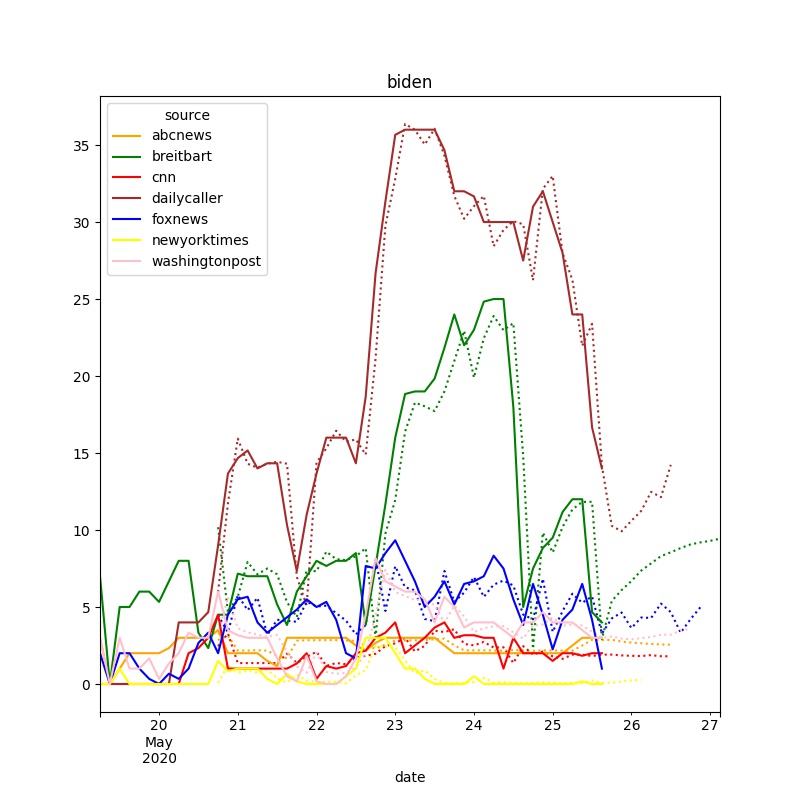 biden
source
abcnews
breitbart
cnn
dailycaller
foxnews
newyorktimes
washingtonpost
35
30
25
20
15
10
5
0
20 21 22 23 24 25 26 27
May
2020
date